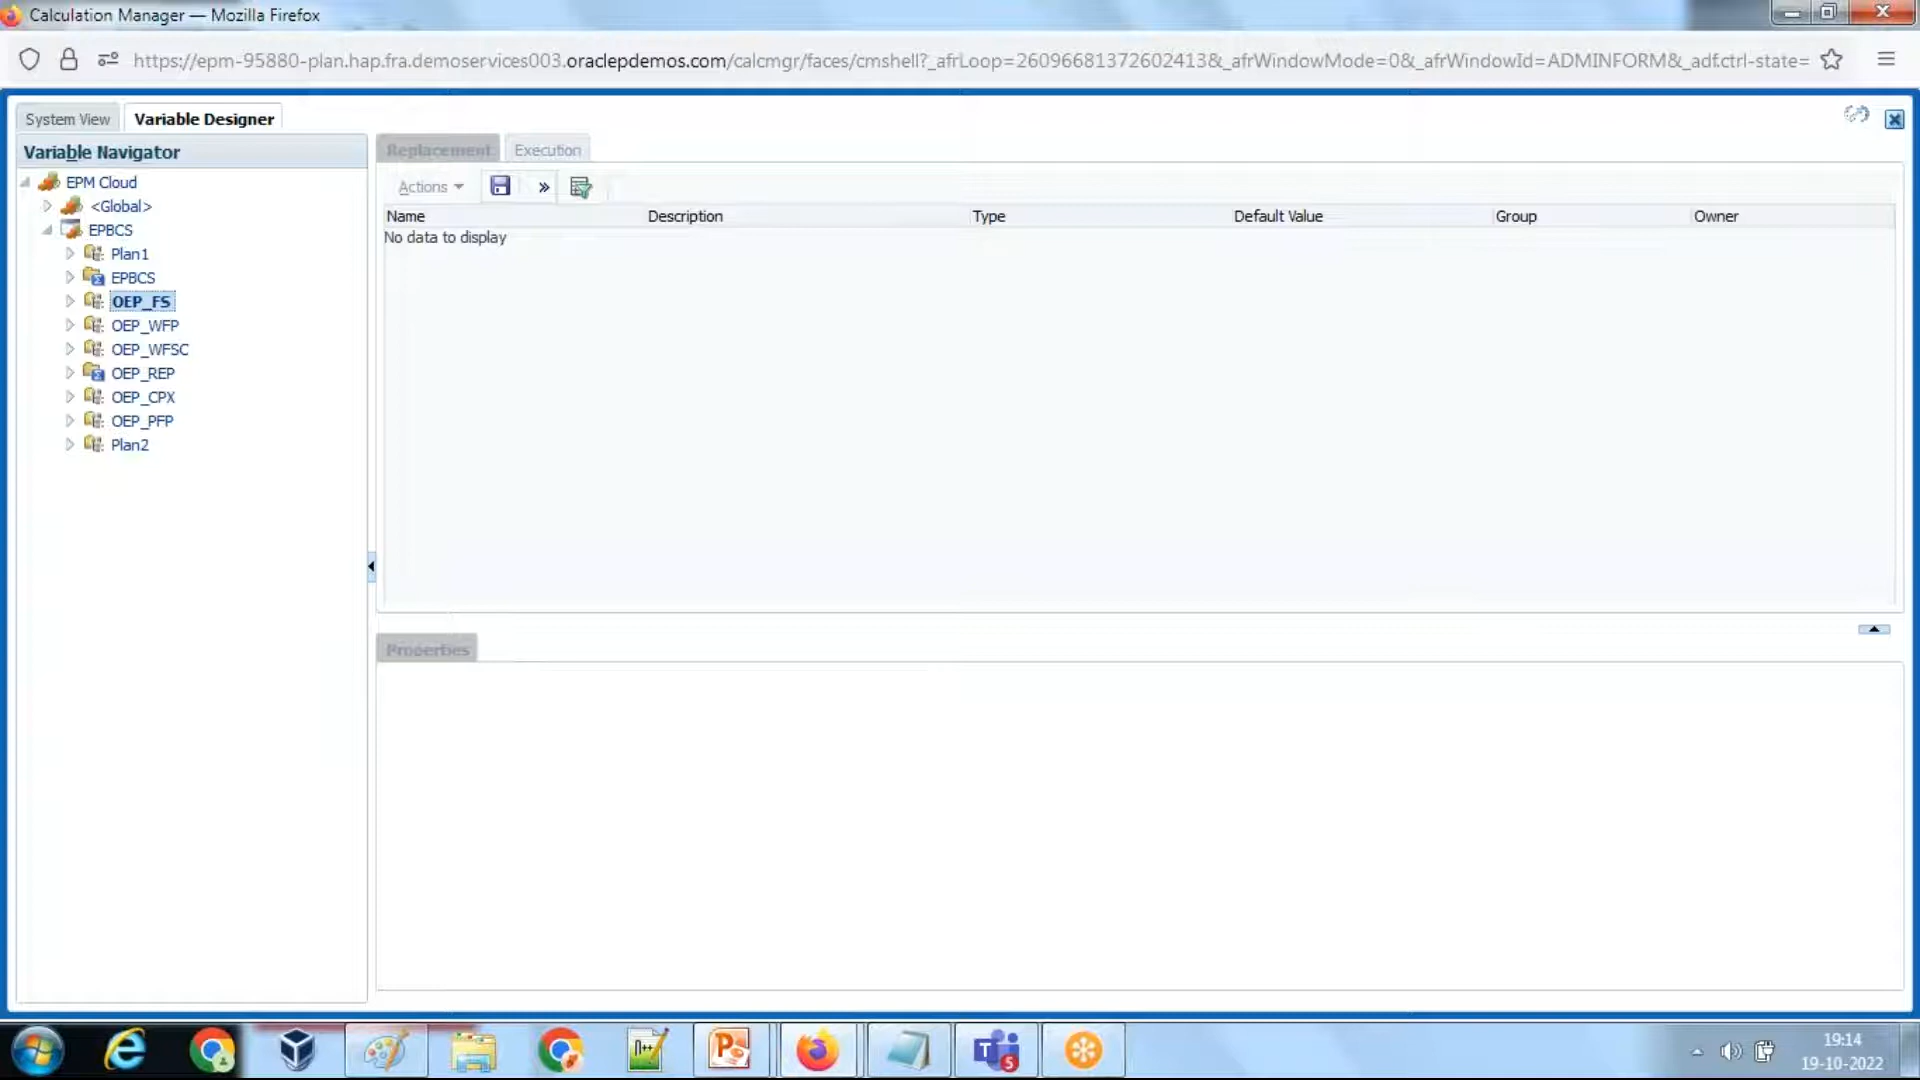 Calculation Manager — Mozilla Firefox
https://epm-95880-plan.hap.fra.demoservices003.oraclepdemos.com/calcmgr/faces/cmshell?_afrLoop=260966813726024138&_afrWindowMode=0&_afrWindowId=ADMINFORM&_adf.ctrl-state=
System View
Variable Designer
Variable Navigator
EPM Cloud
<Global>
EPBCS
Plan1
EPBCS
OEP_FS
OEP_WFP
OEP_WFSC
OEP_REP
OEP_CPX
OEP_PFP
Plan2
Replacement
Execution
Actions
»
Name Description Type Default Value Group Owner
No data to display
Properties
19:14
19-10-2022